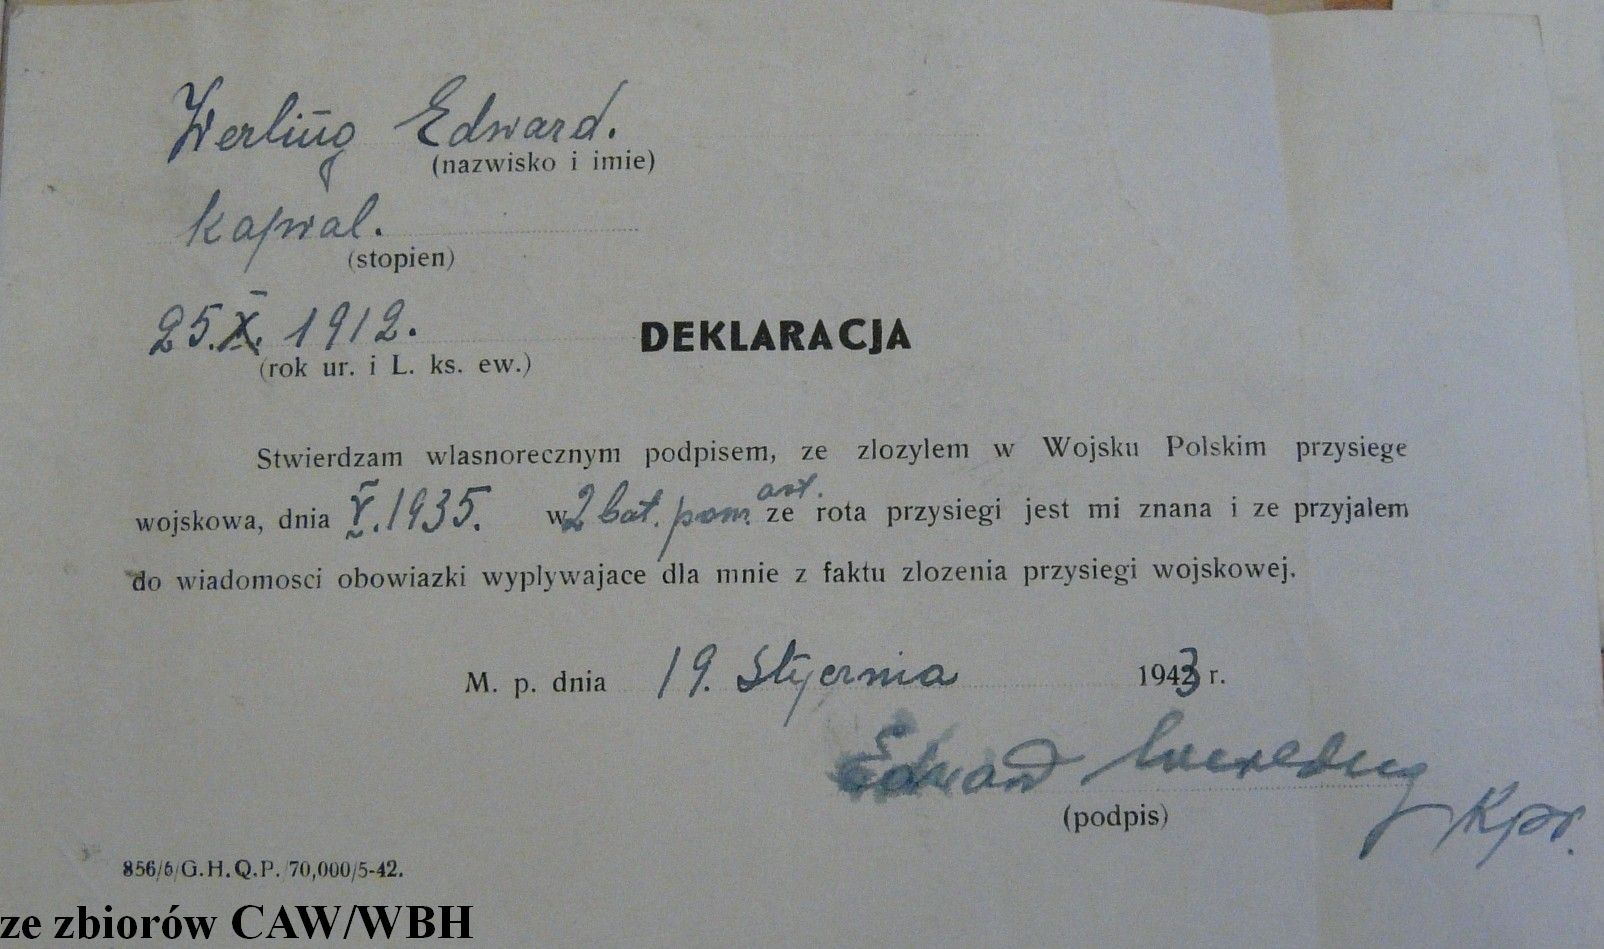 Werling Edward.
(nazwisko i imie)
kapral.
(stopien)
25.X. 1912.
(rok ur. i L. ks. ew.)
DEKLARACJA
Stwierdzam wlasnorecznym podpisem, ze zlozylem w Wojsku Polskim przysiege
art.
wojskowa, dnia V.1935. w 2 bat. pom. ze rota przysiegi jest mi znana i ze przyjalem
do wiadomosci obowiazki wyplywajace dla mnie z faktu zlozenia przysiegi wojskowej.
M. p. dnia 19. Stycznia 1943 r.
Edward Werling
(podpis) Kpr.
856/6/G.H.Q.P./70,000/5-42.
ze zbiorów CAW/WBH